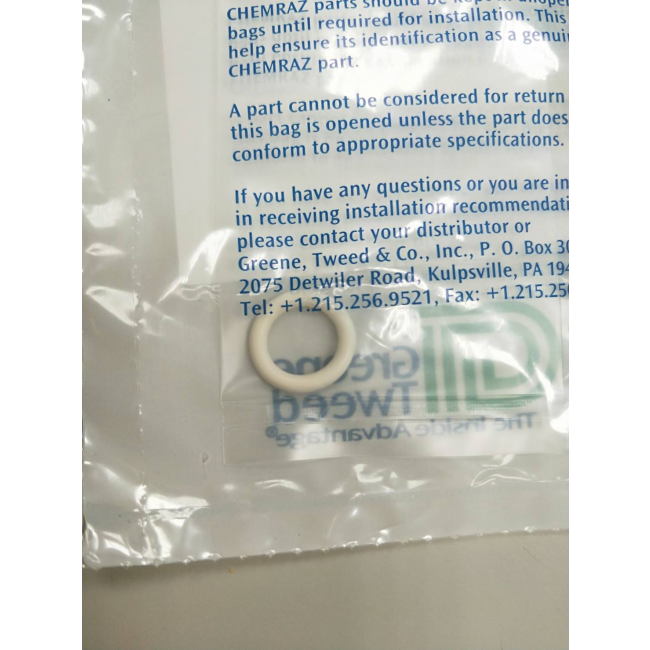 CHEMRAZ parts should be kept in
bags until required for installation. This
help ensure its identification as a genui
CHEMRAZ part.
A part cannot be considered for return
this bag is opened unless the part does
conform to appropriate specifications.
If you have any questions or you are in
in receiving installation recommendati
please contact your distributor or
Greene, Tweed & Co., Inc., P. O. Box 30
2075 Detwiler Road, Kulpsville, PA 194
Tel: +1.215.256.9521, Fax: +1.215.256
Greene
Tweed
The Inside Advantage®